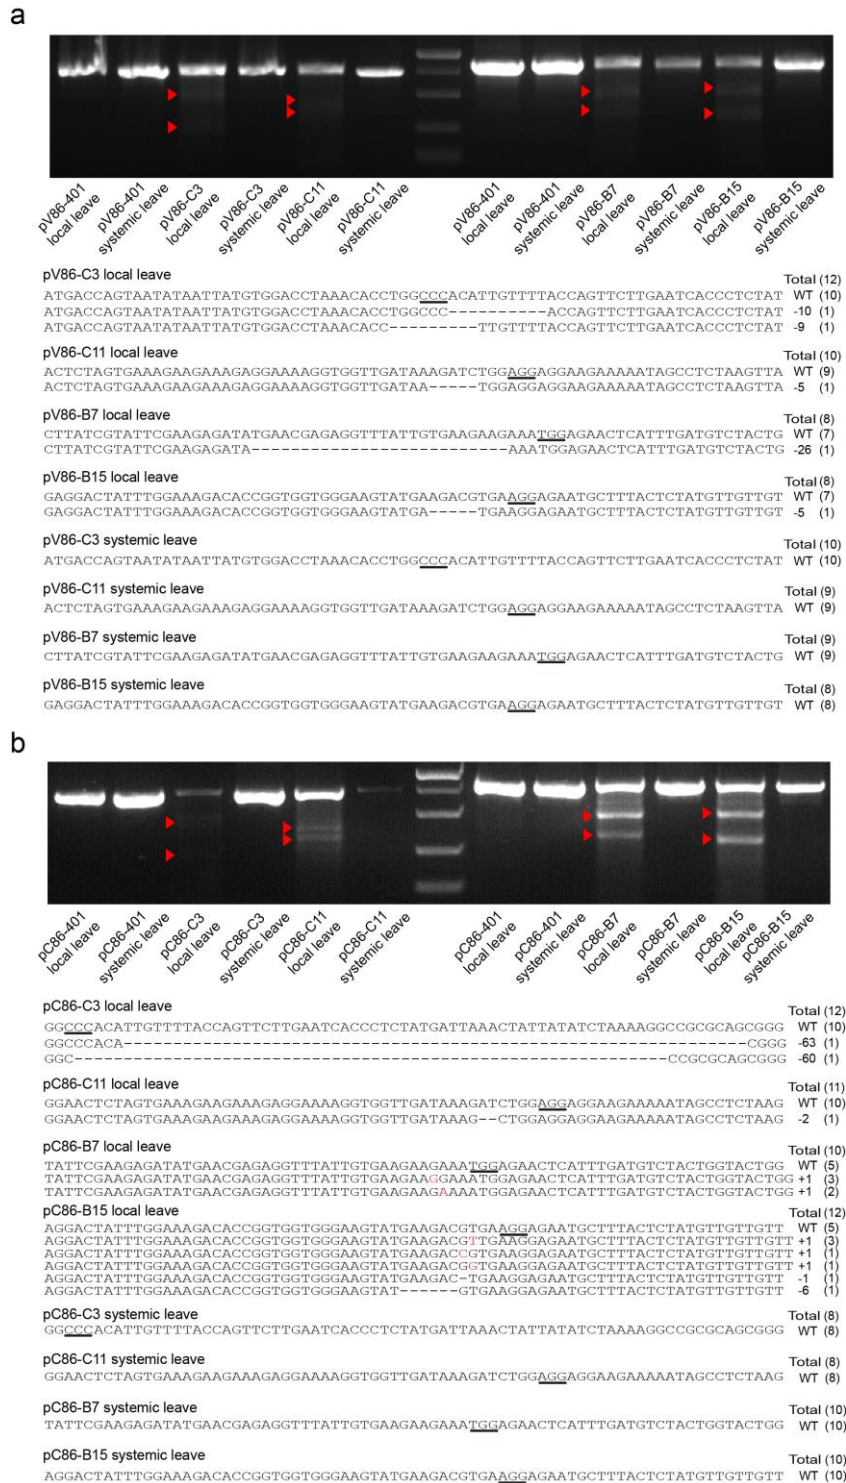 a
pV86-401 local leave
pV86-401 systemic leave
pV86-C3 local leave
pV86-C3 systemic leave
pV86-C11 local leave
pV86-C11 systemic leave
pV86-401 local leave
pV86-401 systemic leave
pV86-B7 local leave
pV86-B7 systemic leave
pV86-B15 local leave
pV86-B15 systemic leave
pV86-C3 local leave Total (12)
ATGACCAGTAATATAATTATGTGGACCTAAACACCTGGCCCACATTGTTTTACCAGTTCTTGAATCACCCTCTAT WT (10)
ATGACCAGTAATATAATTATGTGGACCTAAACACCTGGCCC----------ACCAGTTCTTGAATCACCCTCTAT -10 (1)
ATGACCAGTAATATAATTATGTGGACCTAAACACC---------TTGTTTTACCAGTTCTTGAATCACCCTCTAT -9 (1)
pV86-C11 local leave Total (10)
ACTCTAGTGAAAGAAGAAAGAGGAAAAGGTGGTTGATAAAGATCTGGAGGAGGAAGAAAAATAGCCTCTAAGTTA WT (9)
ACTCTAGTGAAAGAAGAAAGAGGAAAAGGTGGTTGATAA-----TGGAGGAGGAAGAAAAATAGCCTCTAAGTTA -5 (1)
pV86-B7 local leave Total (8)
CTTATCGTATTCGAAGAGATATGAACGAGAGGTTTATTGTGAAGAAGAAATGGAGAACTCATTTGATGTCTACTG WT (7)
CTTATCGTATTCGAAGAGATA--------------------------AAATGGAGAACTCATTTGATGTCTACTG -26 (1)
pV86-B15 local leave Total (8)
GAGGACTATTTGGAAAGACACCGGTGGTGGGAAGTATGAAGACGTGAAGGAGAATGCTTTACTCTATGTTGTTGT WT (7)
GAGGACTATTTGGAAAGACACCGGTGGTGGGAAGTATGA-----TGAAGGAGAATGCTTTACTCTATGTTGTTGT -5 (1)
pV86-C3 systemic leave Total (10)
ATGACCAGTAATATAATTATGTGGACCTAAACACCTGGCCCACATTGTTTTACCAGTTCTTGAATCACCCTCTAT WT (10)
pV86-C11 systemic leave Total (9)
ACTCTAGTGAAAGAAGAAAGAGGAAAAGGTGGTTGATAAAGATCTGGAGGAGGAAGAAAAATAGCCTCTAAGTTA WT (9)
pV86-B7 systemic leave Total (9)
CTTATCGTATTCGAAGAGATATGAACGAGAGGTTTATTGTGAAGAAGAAATGGAGAACTCATTTGATGTCTACTG WT (9)
pV86-B15 systemic leave Total (8)
GAGGACTATTTGGAAAGACACCGGTGGTGGGAAGTATGAAGACGTGAAGGAGAATGCTTTACTCTATGTTGTTGT WT (8)
b
pC86-401 local leave
pC86-401 systemic leave
pC86-C3 local leave
pC86-C3 systemic leave
pC86-C11 local leave
pC86-C11 systemic leave
pC86-401 local leave
pC86-401 systemic leave
pC86-B7 local leave
pC86-B7 systemic leave
pC86-B15 local leave
pC86-B15 systemic leave
pC86-C3 local leave Total (12)
GGCCCACATTGTTTTACCAGTTCTTGAATCACCCTCTATGATTAAACTATTATATCTAAAAGGCCGCGCAGCGGG WT (10)
GGCCCACA---------------------------------------------------------------CGGG -63 (1)
GGC------------------------------------------------------------CCGCGCAGCGGG -60 (1)
pC86-C11 local leave Total (11)
GGAACTCTAGTGAAAGAAGAAAGAGGAAAAGGTGGTTGATAAAGATCTGGAGGAGGAAGAAAAATAGCCTCTAAG WT (10)
GGAACTCTAGTGAAAGAAGAAAGAGGAAAAGGTGGTTGATAAAG--CTGGAGGAGGAAGAAAAATAGCCTCTAAG -2 (1)
pC86-B7 local leave Total (10)
TATTCGAAGAGATATGAACGAGAGGTTTATTGTGAAGAAGAAATGGAGAACTCATTTGATGTCTACTGGTACTGG WT (5)
TATTCGAAGAGATATGAACGAGAGGTTTATTGTGAAGAAGGAAATGGAGAACTCATTTGATGTCTACTGGTACTGG +1 (3)
TATTCGAAGAGATATGAACGAGAGGTTTATTGTGAAGAAGAAAATGGAGAACTCATTTGATGTCTACTGGTACTGG +1 (2)
pC86-B15 local leave Total (12)
AGGACTATTTGGAAAGACACCGGTGGTGGGAAGTATGAAGACGTGAAGGAGAATGCTTTACTCTATGTTGTTGTT WT (5)
AGGACTATTTGGAAAGACACCGGTGGTGGGAAGTATGAAGACGTTGAAGGAGAATGCTTTACTCTATGTTGTTGTT +1 (3)
AGGACTATTTGGAAAGACACCGGTGGTGGGAAGTATGAAGACCGTGAAGGAGAATGCTTTACTCTATGTTGTTGTT +1 (1)
AGGACTATTTGGAAAGACACCGGTGGTGGGAAGTATGAAGACGGTGAAGGAGAATGCTTTACTCTATGTTGTTGTT +1 (1)
AGGACTATTTGGAAAGACACCGGTGGTGGGAAGTATGAAGAC-TGAAGGAGAATGCTTTACTCTATGTTGTTGTT -1 (1)
AGGACTATTTGGAAAGACACCGGTGGTGGGAAGTAT------GTGAAGGAGAATGCTTTACTCTATGTTGTTGTT -6 (1)
pC86-C3 systemic leave Total (8)
GGCCCACATTGTTTTACCAGTTCTTGAATCACCCTCTATGATTAAACTATTATATCTAAAAGGCCGCGCAGCGGG WT (8)
pC86-C11 systemic leave Total (8)
GGAACTCTAGTGAAAGAAGAAAGAGGAAAAGGTGGTTGATAAAGATCTGGAGGAGGAAGAAAAATAGCCTCTAAG WT (8)
pC86-B7 systemic leave Total (10)
TATTCGAAGAGATATGAACGAGAGGTTTATTGTGAAGAAGAAATGGAGAACTCATTTGATGTCTACTGGTACTGG WT (10)
pC86-B15 systemic leave Total (10)
AGGACTATTTGGAAAGACACCGGTGGTGGGAAGTATGAAGACGTGAAGGAGAATGCTTTACTCTATGTTGTTGTT WT (10)